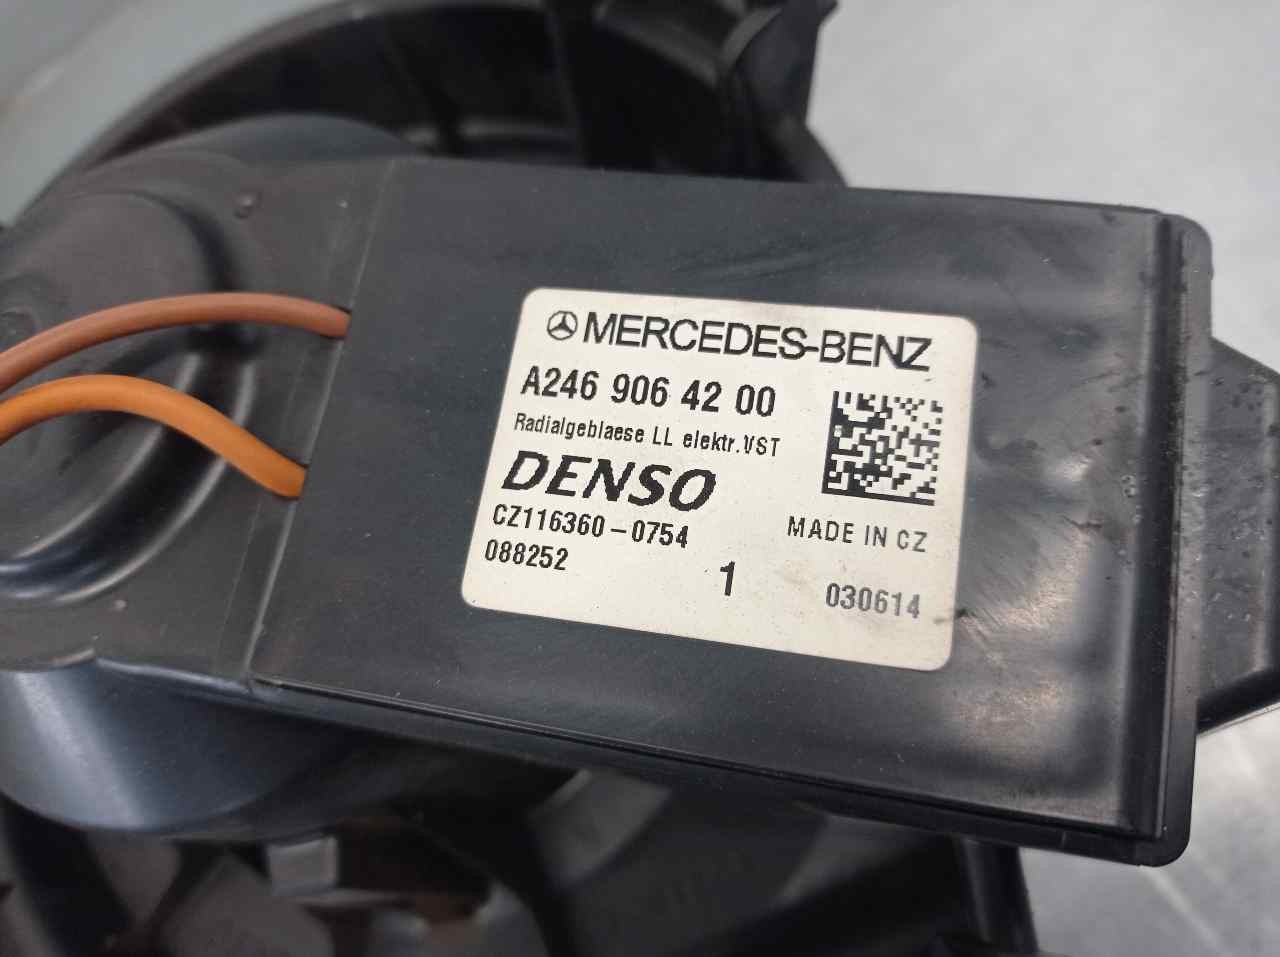 MERCEDES-BENZ
A246 906 42 00
Radialgeblaese LL elektr.VST
DENSO
CZ116360-0754
MADE IN CZ
088252
1
030614